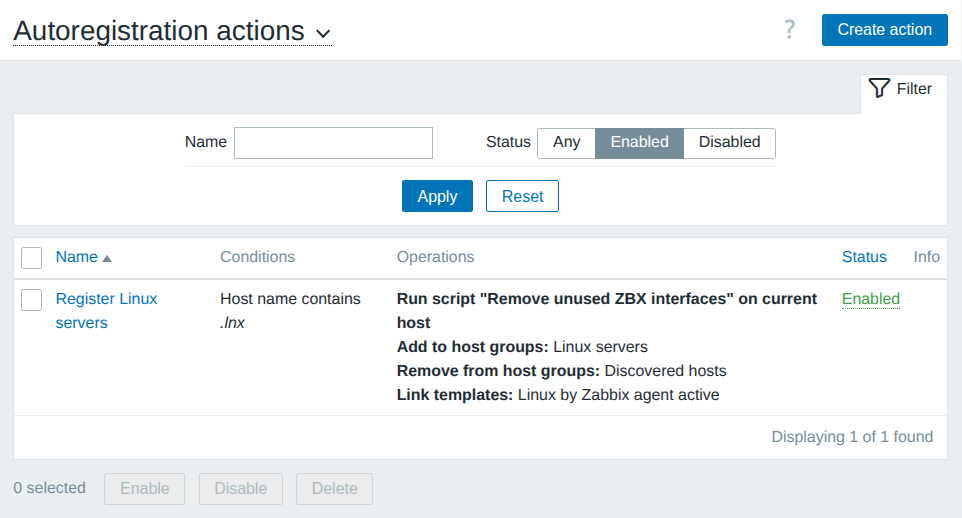 Autoregistration actions
? Create action
Filter
Name Status Any Enabled Disabled
Apply Reset
Name Conditions Operations Status Info
Register Linux servers
Host name contains .lnx
Run script "Remove unused ZBX interfaces" on current host
Add to host groups: Linux servers
Remove from host groups: Discovered hosts
Link templates: Linux by Zabbix agent active
Enabled
Displaying 1 of 1 found
0 selected Enable Disable Delete